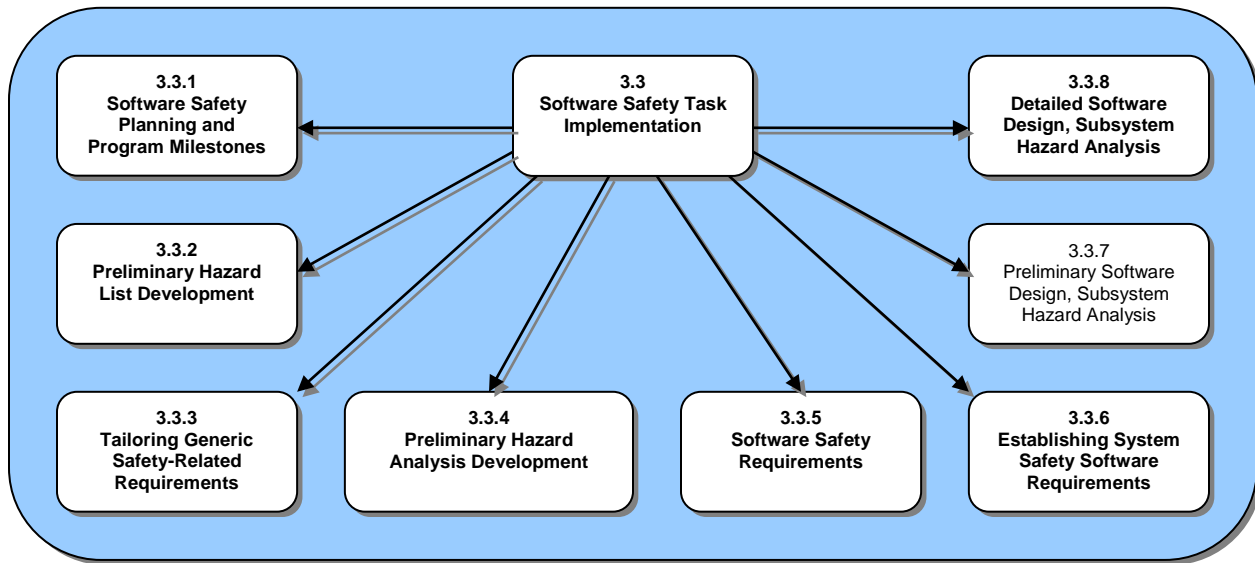 3.3.1
Software Safety
Planning and
Program Milestones
3.3
Software Safety Task
Implementation
3.3.8
Detailed Software
Design, Subsystem
Hazard Analysis
3.3.2
Preliminary Hazard
List Development
3.3.7
Preliminary Software
Design, Subsystem
Hazard Analysis
3.3.3
Tailoring Generic
Safety-Related
Requirements
3.3.4
Preliminary Hazard
Analysis Development
3.3.5
Software Safety
Requirements
3.3.6
Establishing System
Safety Software
Requirements